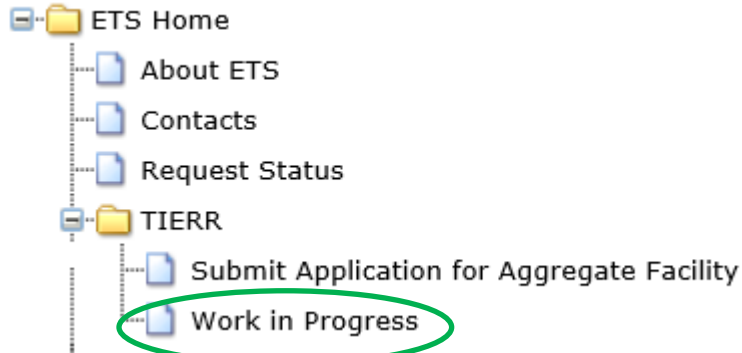 ETS Home
About ETS
Contacts
Request Status
TIERR
Submit Application for Aggregate Facility
Work in Progress